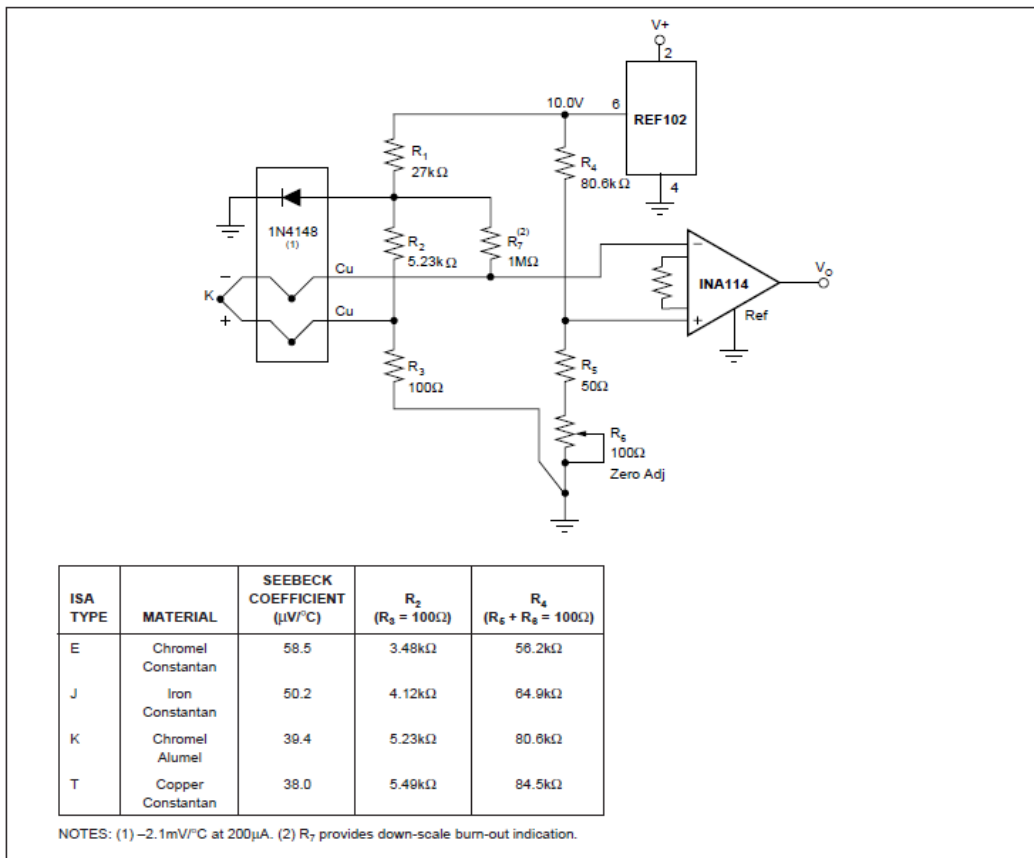 V+
2
10.0V
6
REF102
R1
27kΩ
R4
80.6kΩ
4
1N4148
(1)
R2
5.23kΩ
R7(2)
1MΩ
Cu
–
INA114
VO
K
–
+
Cu
+
Ref
R3
100Ω
R5
50Ω
R6
100Ω
Zero Adj
ISA TYPE
MATERIAL
SEEBECK COEFFICIENT (µV/°C)
R2 (R3 = 100Ω)
R4 (R5 + R6 = 100Ω)
E
Chromel Constantan
58.5
3.48kΩ
56.2kΩ
J
Iron Constantan
50.2
4.12kΩ
64.9kΩ
K
Chromel Alumel
39.4
5.23kΩ
80.6kΩ
T
Copper Constantan
38.0
5.49kΩ
84.5kΩ
NOTES: (1) –2.1mV/°C at 200µA. (2) R7 provides down-scale burn-out indication.